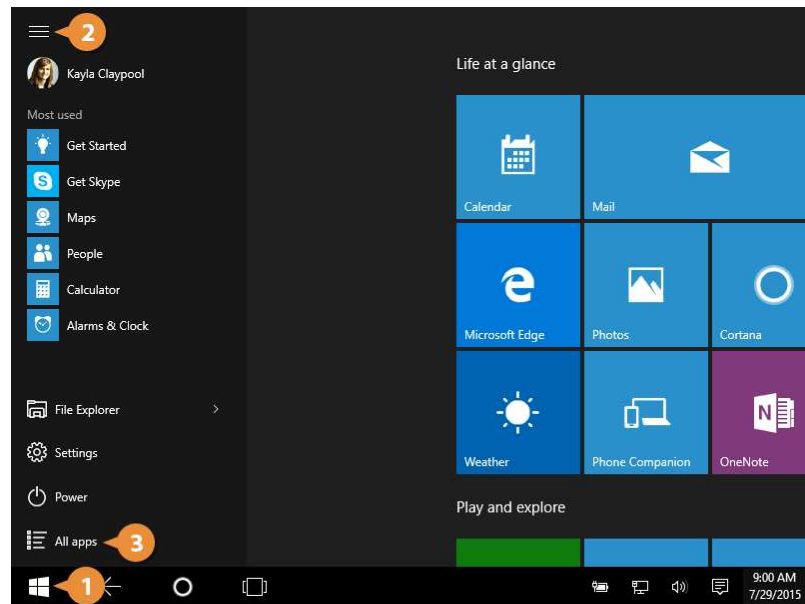 2
Kayla Claypool
Most used
Get Started
Get Skype
Maps
People
Calculator
Alarms & Clock
File Explorer
Settings
Power
All apps
3
1
Life at a glance
Calendar
Mail
Microsoft Edge
Photos
Cortana
Weather
Phone Companion
OneNote
Play and explore
9:00 AM
7/29/2015